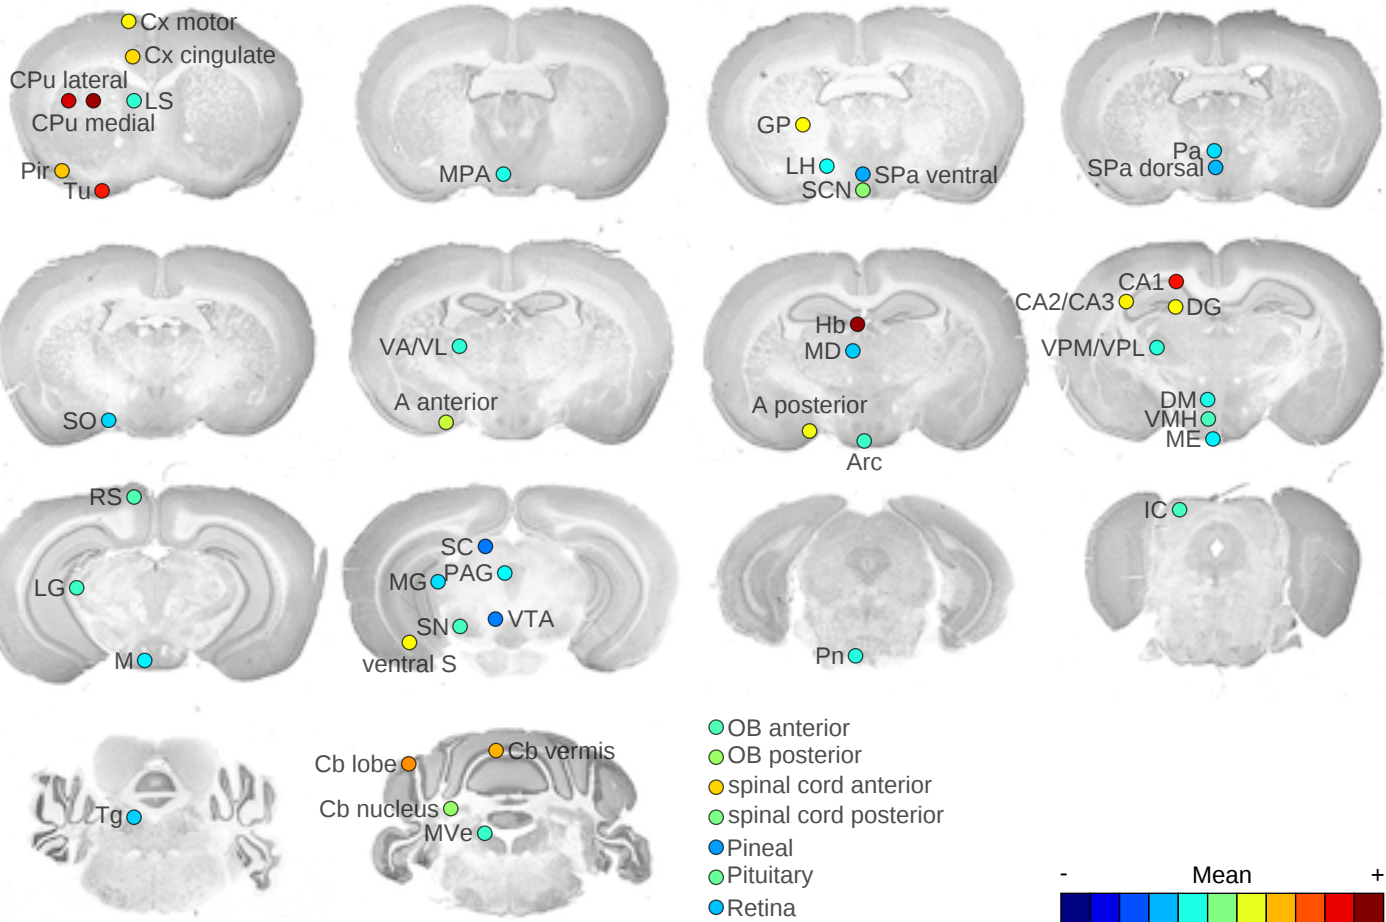 Cx motor
Cx cingulate
CPu lateral
LS
CPu medial
Pir
Tu
MPA
GP
LH
SPa ventral
SCN
Pa
SPa dorsal
SO
VA/VL
A anterior
Hb
MD
A posterior
Arc
CA1
CA2/CA3
DG
VPM/VPL
DM
VMH
ME
RS
LG
M
SC
MG
PAG
SN
VTA
ventral S
Pn
IC
Tg
Cb lobe
Cb vermis
Cb nucleus
MVe
OB anterior
OB posterior
spinal cord anterior
spinal cord posterior
Pineal
Pituitary
Retina
- Mean +